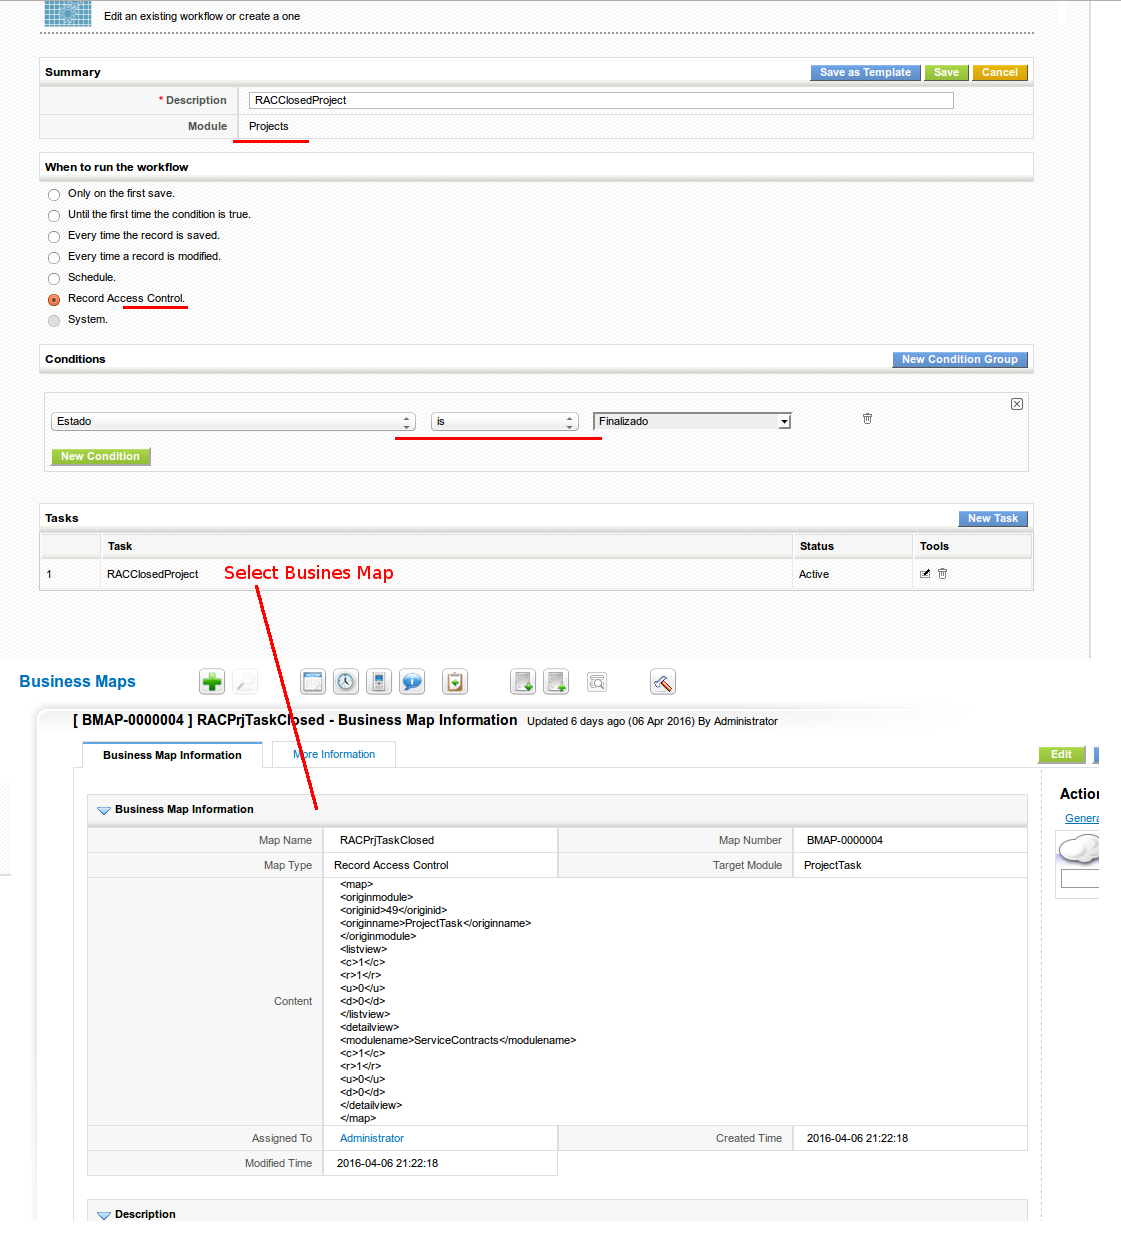 Edit an existing workflow or create a one
Summary
Save as Template Save Cancel
* Description RACClosedProject
Module Projects
When to run the workflow
Only on the first save.
Until the first time the condition is true.
Every time the record is saved.
Every time a record is modified.
Schedule.
Record Access Control.
System.
Conditions New Condition Group
Estado is Finalizado
New Condition
Tasks New Task
Task Status Tools
1 RACClosedProject Select Busines Map Active
Business Maps
[ BMAP-0000004 ] RACPrjTaskClosed - Business Map Information Updated 6 days ago (06 Apr 2016) By Administrator
Business Map Information More Information Edit
Business Map Information
Map Name RACPrjTaskClosed Map Number BMAP-0000004
Map Type Record Access Control Target Module ProjectTask
Content
<map>
<originmodule>
<originid>49</originid>
<originname>ProjectTask</originname>
</originmodule>
<listview>
<c>1</c>
<r>1</r>
<u>0</u>
<d>0</d>
</listview>
<detailview>
<modulename>ServiceContracts</modulename>
<c>1</c>
<r>1</r>
<u>0</u>
<d>0</d>
</detailview>
</map>
Assigned To Administrator Created Time 2016-04-06 21:22:18
Modified Time 2016-04-06 21:22:18
Description
Action
Genera